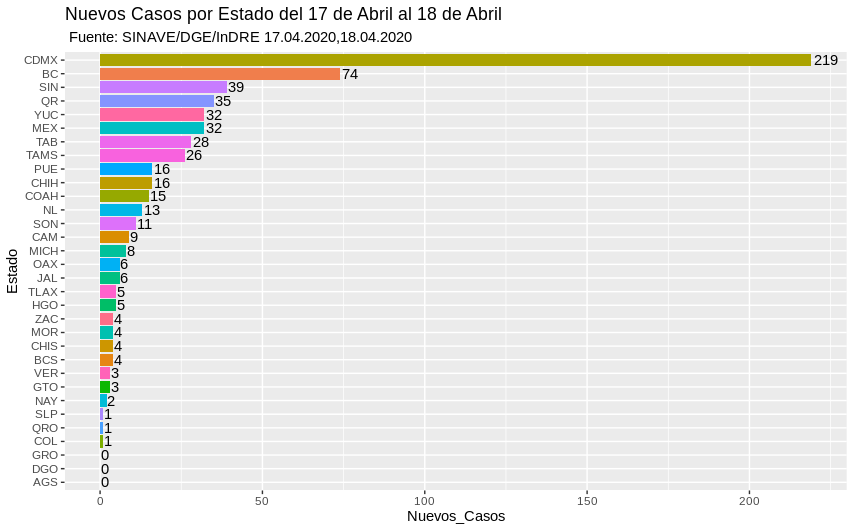 Nuevos Casos por Estado del 17 de Abril al 18 de Abril
Fuente: SINAVE/DGE/InDRE 17.04.2020,18.04.2020
Estado
CDMX 219
BC 74
SIN 39
QR 35
YUC 32
MEX 32
TAB 28
TAMS 26
PUE 16
CHIH 16
COAH 15
NL 13
SON 11
CAM 9
MICH 8
OAX 6
JAL 6
TLAX 5
HGO 5
ZAC 4
MOR 4
CHIS 4
BCS 4
VER 3
GTO 3
NAY 2
SLP 1
QRO 1
COL 1
GRO 0
DGO 0
AGS 0
0 50 100 150 200
Nuevos_Casos